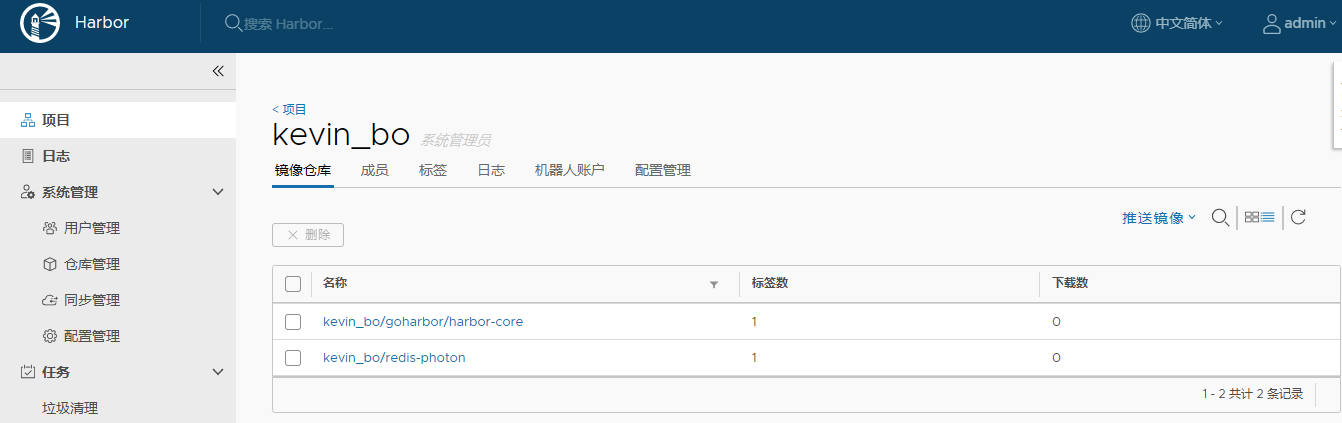 Harbor
搜索 Harbor...
中文简体
admin
项目
日志
系统管理
用户管理
仓库管理
同步管理
配置管理
任务
垃圾清理
< 项目
kevin_bo 系统管理员
镜像仓库 成员 标签 日志 机器人账户 配置管理
推送镜像
× 删除
名称 标签数 下载数
kevin_bo/goharbor/harbor-core 1 0
kevin_bo/redis-photon 1 0
1 - 2 共计 2 条记录